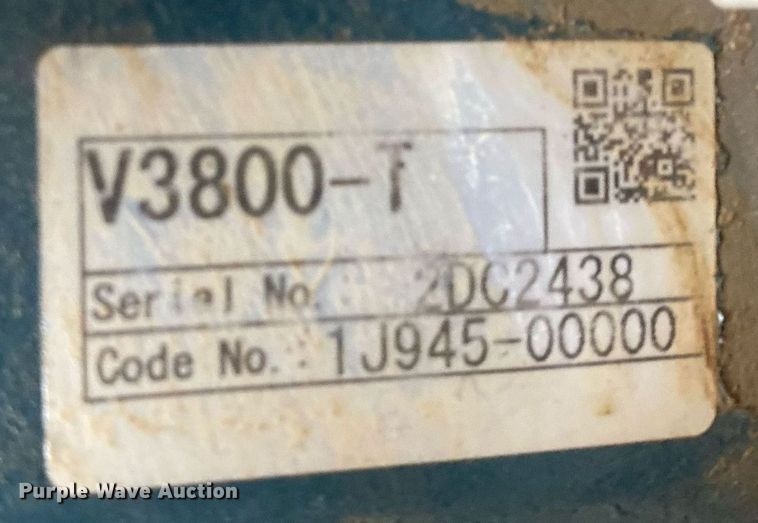 V3800-T
Serial No. : 2DC2438
Code No. : 1J945-00000
Purple Wave Auction